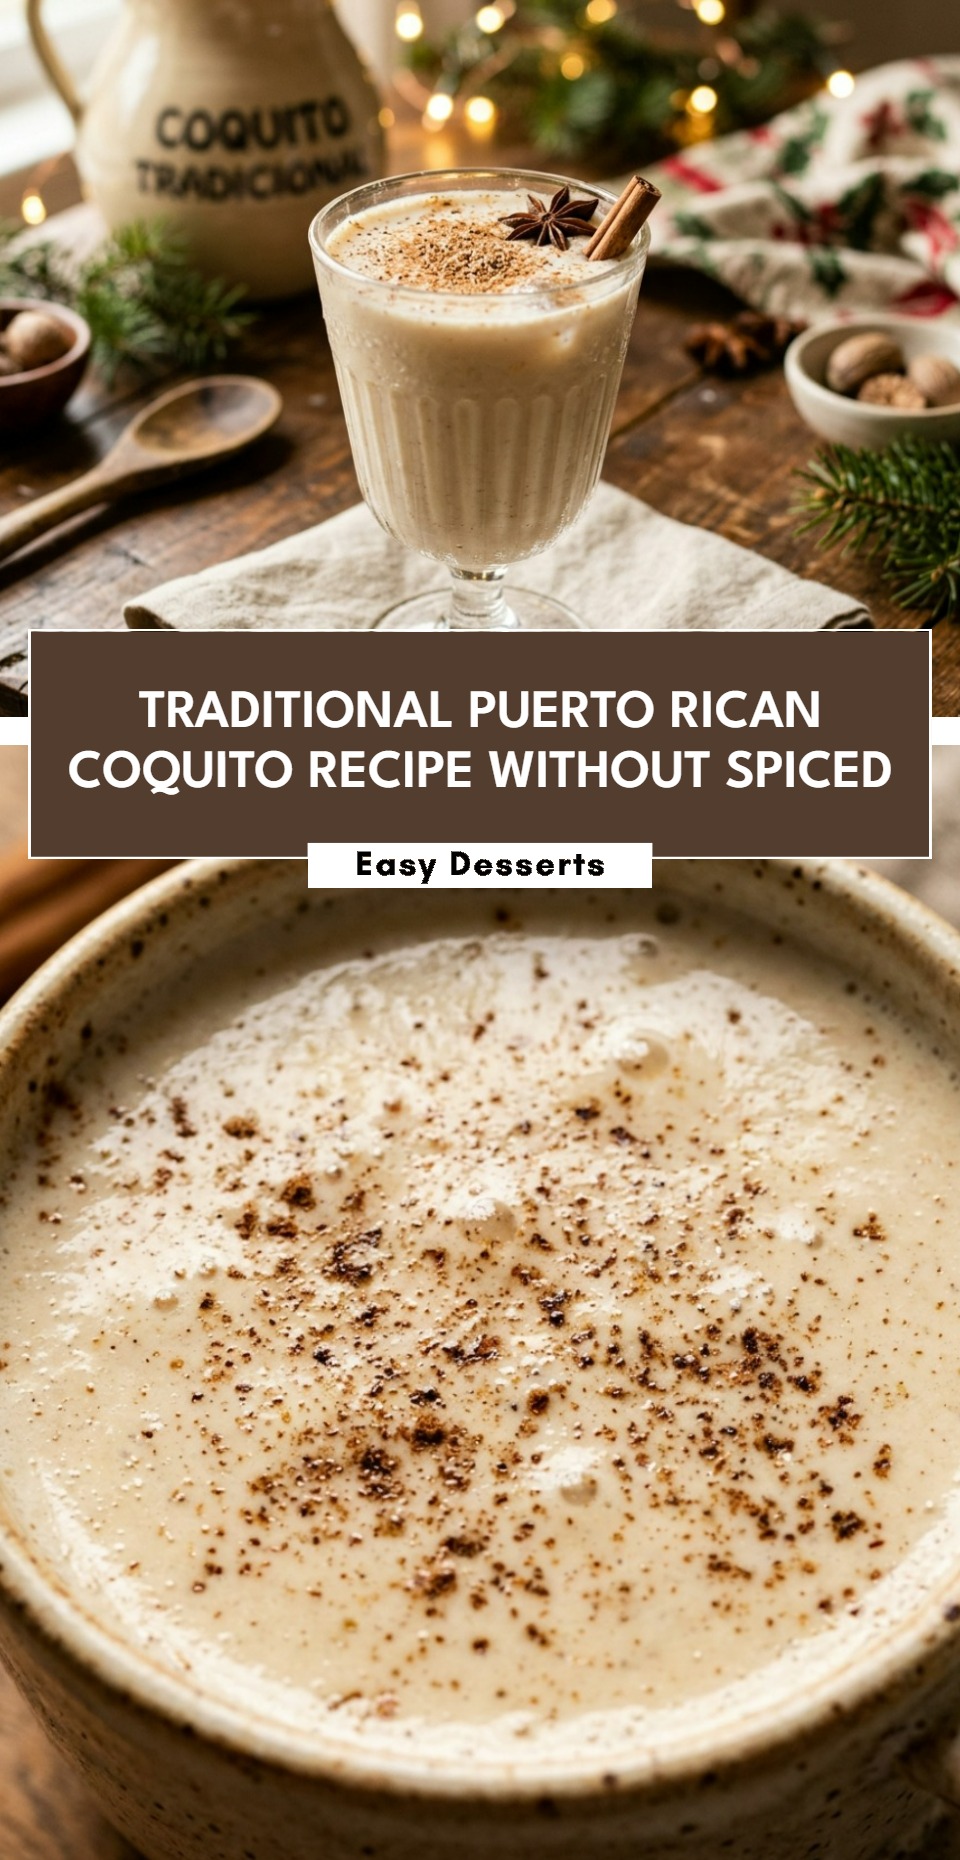 COQUITO
TRADICIONAL
TRADITIONAL PUERTO RICAN
COQUITO RECIPE WITHOUT SPICED
Easy Desserts